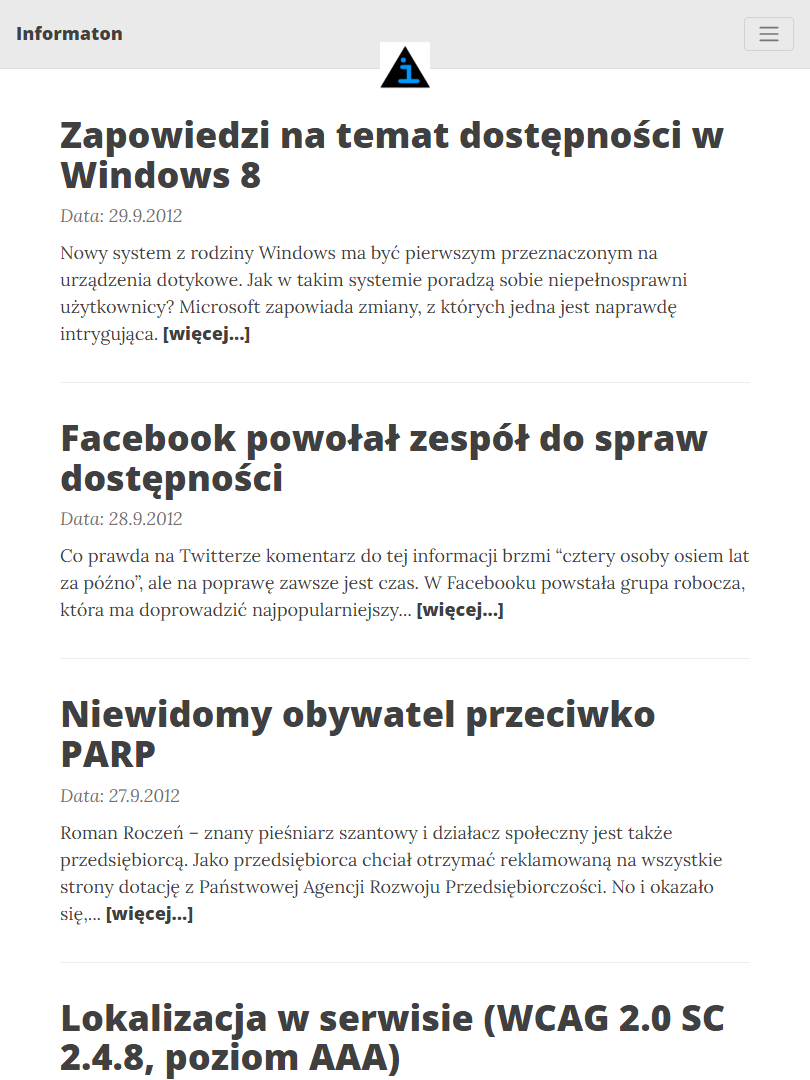 Informaton
i
Zapowiedzi na temat dostępności w
Windows 8
Data: 29.9.2012
Nowy system z rodziny Windows ma być pierwszym przeznaczonym na
urządzenia dotykowe. Jak w takim systemie poradzą sobie niepełnosprawni
użytkownicy? Microsoft zapowiada zmiany, z których jedna jest naprawdę
intrygująca. [więcej...]
Facebook powołał zespół do spraw
dostępności
Data: 28.9.2012
Co prawda na Twitterze komentarz do tej informacji brzmi “cztery osoby osiem lat
za późno”, ale na poprawę zawsze jest czas. W Facebooku powstała grupa robocza,
która ma doprowadzić najpopularniejszy... [więcej...]
Niewidomy obywatel przeciwko
PARP
Data: 27.9.2012
Roman Roczeń – znany pieśniarz szantowy i działacz społeczny jest także
przedsiębiorcą. Jako przedsiębiorca chciał otrzymać reklamowaną na wszystkie
strony dotację z Państwowej Agencji Rozwoju Przedsiębiorczości. No i okazało
się,... [więcej...]
Lokalizacja w serwisie (WCAG 2.0 SC
2.4.8, poziom AAA)